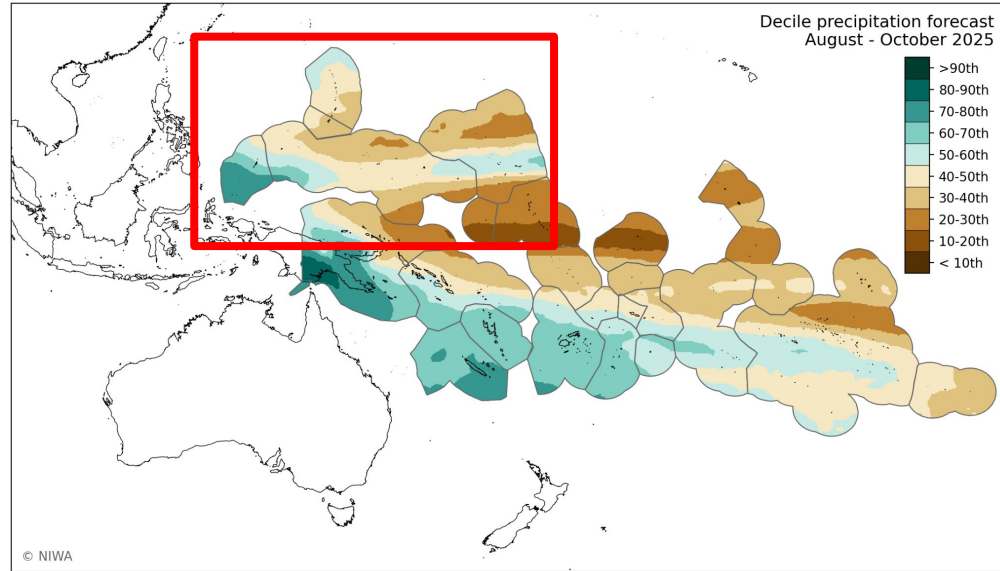 Decile precipitation forecast
August - October 2025
>90th
80-90th
70-80th
60-70th
50-60th
40-50th
30-40th
20-30th
10-20th
< 10th
© NIWA